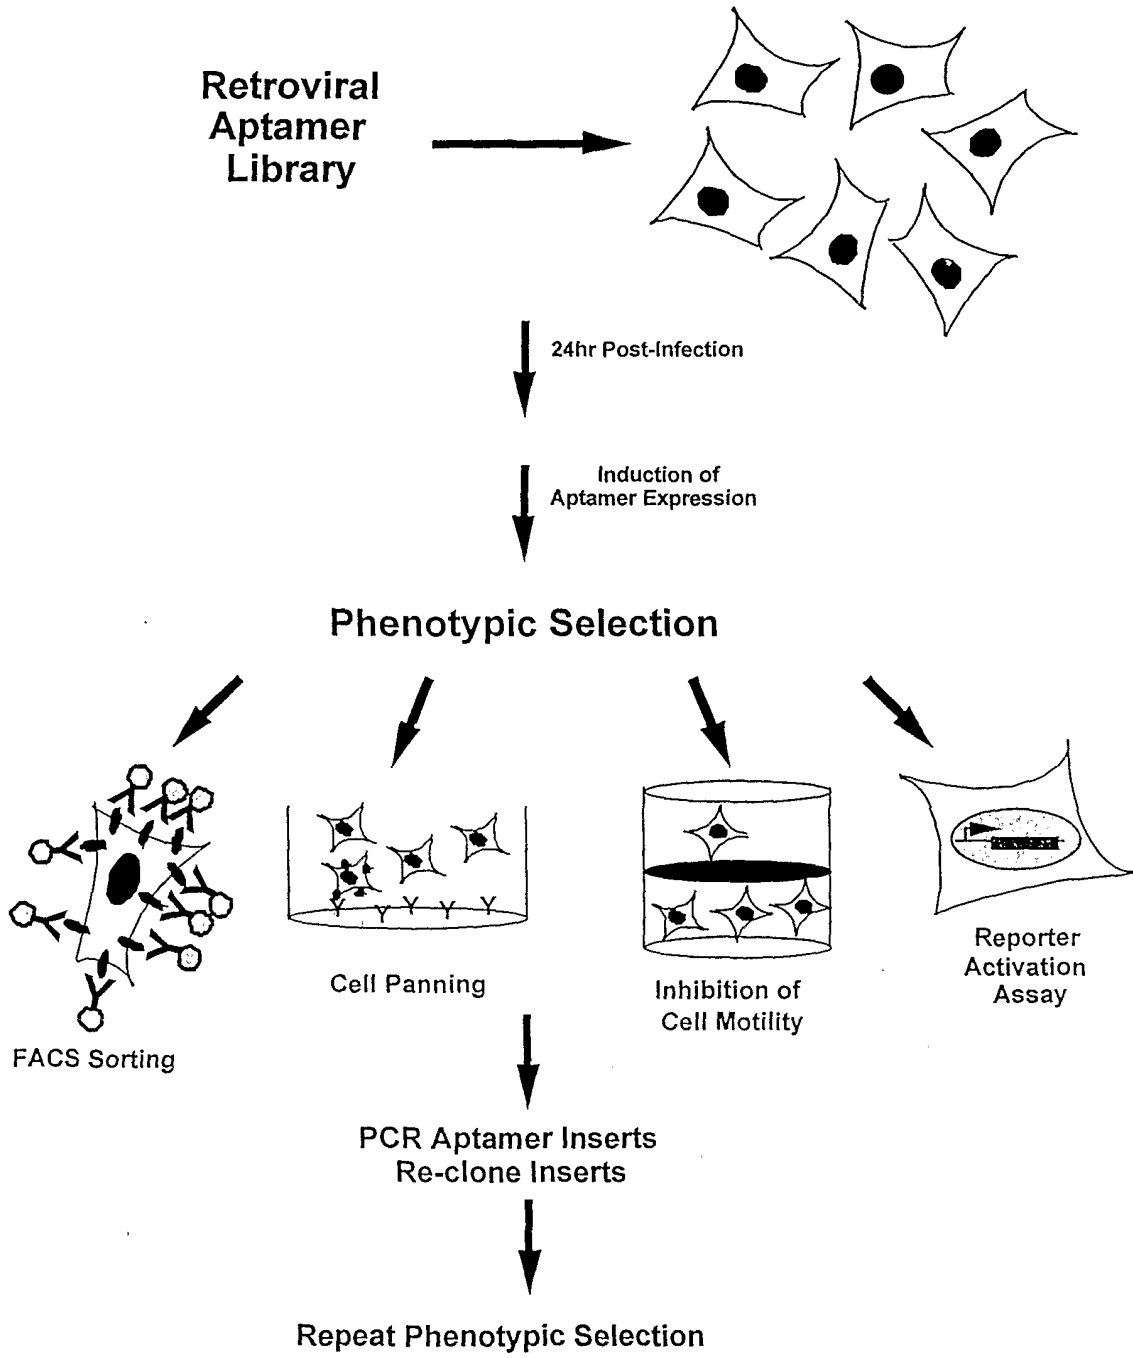 Retroviral
Aptamer
Library
24hr Post-Infection
Induction of
Aptamer Expression
Phenotypic Selection
FACS Sorting
Cell Panning
Inhibition of
Cell Motility
Reporter
Activation
Assay
PCR Aptamer Inserts
Re-clone Inserts
Repeat Phenotypic Selection